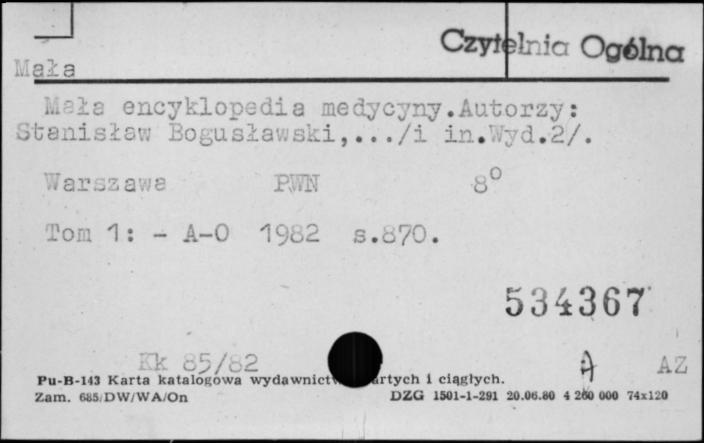 Czytelnia Ogólna
Mała
Mała encyklopedia medycyny.Autorzy:
Stanisław Bogusławski,.../i in.Wyd.2/.
Warszawa PWN 8°
Tom 1: - A-O 1982 s.870.
534367
Kk 85/82 A AZ
Pu-B-143 Karta katalogowa wydawnictw artych i ciągłych.
Zam. 685/DW/WA/On DZG 1501-1-291 20.06.80 4 200 000 74x120